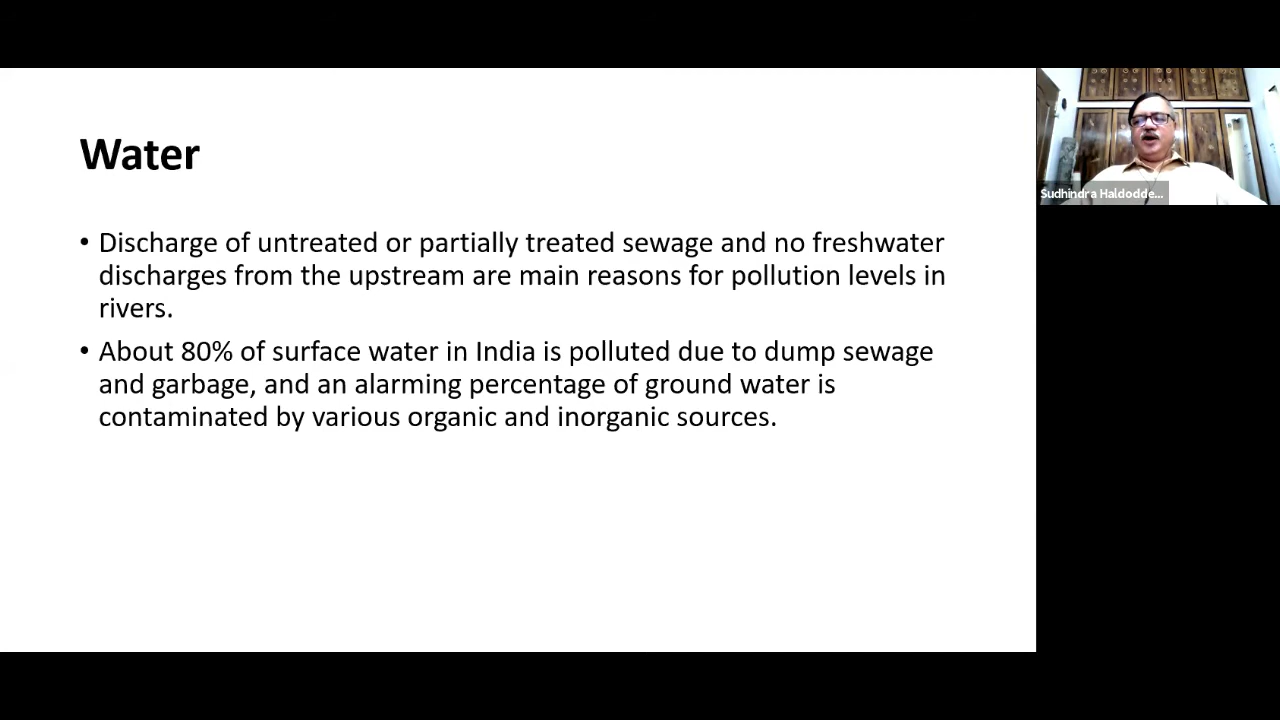 Water
• Discharge of untreated or partially treated sewage and no freshwater
discharges from the upstream are main reasons for pollution levels in
rivers.
• About 80% of surface water in India is polluted due to dump sewage
and garbage, and an alarming percentage of ground water is
contaminated by various organic and inorganic sources.
Sudhindra Haldodde...